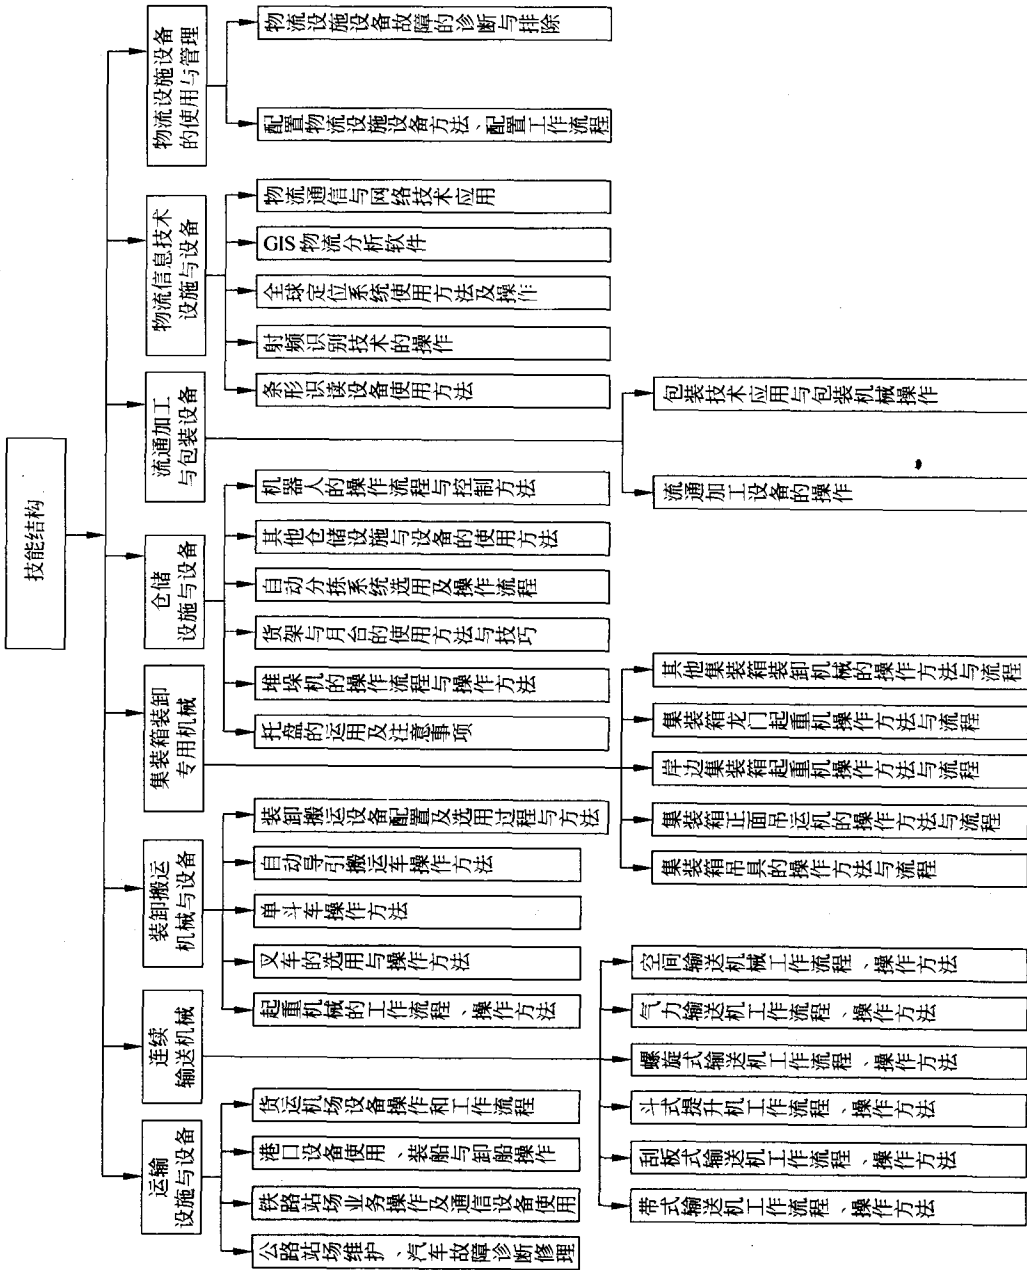 技能结构
运输
设施与设备
连续
输送机械
装卸搬运
机械与设备
集装箱装卸
专用机械
仓储
设施与设备
流通加工
与包装设备
物流信息技术
设施与设备
物流设施设备
的使用与管理
公路站场维护、汽车故障诊断修理
铁路站场业务操作及通信设备使用
港口设备使用、装船与卸船操作
货运机场设备操作和工作流程
带式输送机工作流程、操作方法
刮板式输送机工作流程、操作方法
斗式提升机工作流程、操作方法
螺旋式输送机工作流程、操作方法
气力输送机工作流程、操作方法
空间输送机械工作流程、操作方法
起重机械的工作流程、操作方法
叉车的选用与操作方法
单斗车操作方法
自动导引搬运车操作方法
装卸搬运设备配置及选用过程与方法
集装箱吊具的操作方法与流程
集装箱正面吊运机的操作方法与流程
岸边集装箱起重机操作方法与流程
集装箱龙门起重机操作方法与流程
其他集装箱装卸机械的操作方法与流程
托盘的运用及注意事项
堆垛机的操作流程与操作方法
货架与月台的使用方法与技巧
自动分拣系统选用及操作流程
其他仓储设施与设备的使用方法
机器人的操作流程与控制方法
流通加工设备的操作
包装技术应用与包装机械操作
条形识读设备使用方法
射频识别技术的操作
全球定位系统使用方法及操作
GIS物流分析软件
物流通信与网络技术应用
配置物流设施设备方法、配置工作流程
物流设施设备故障的诊断与排除